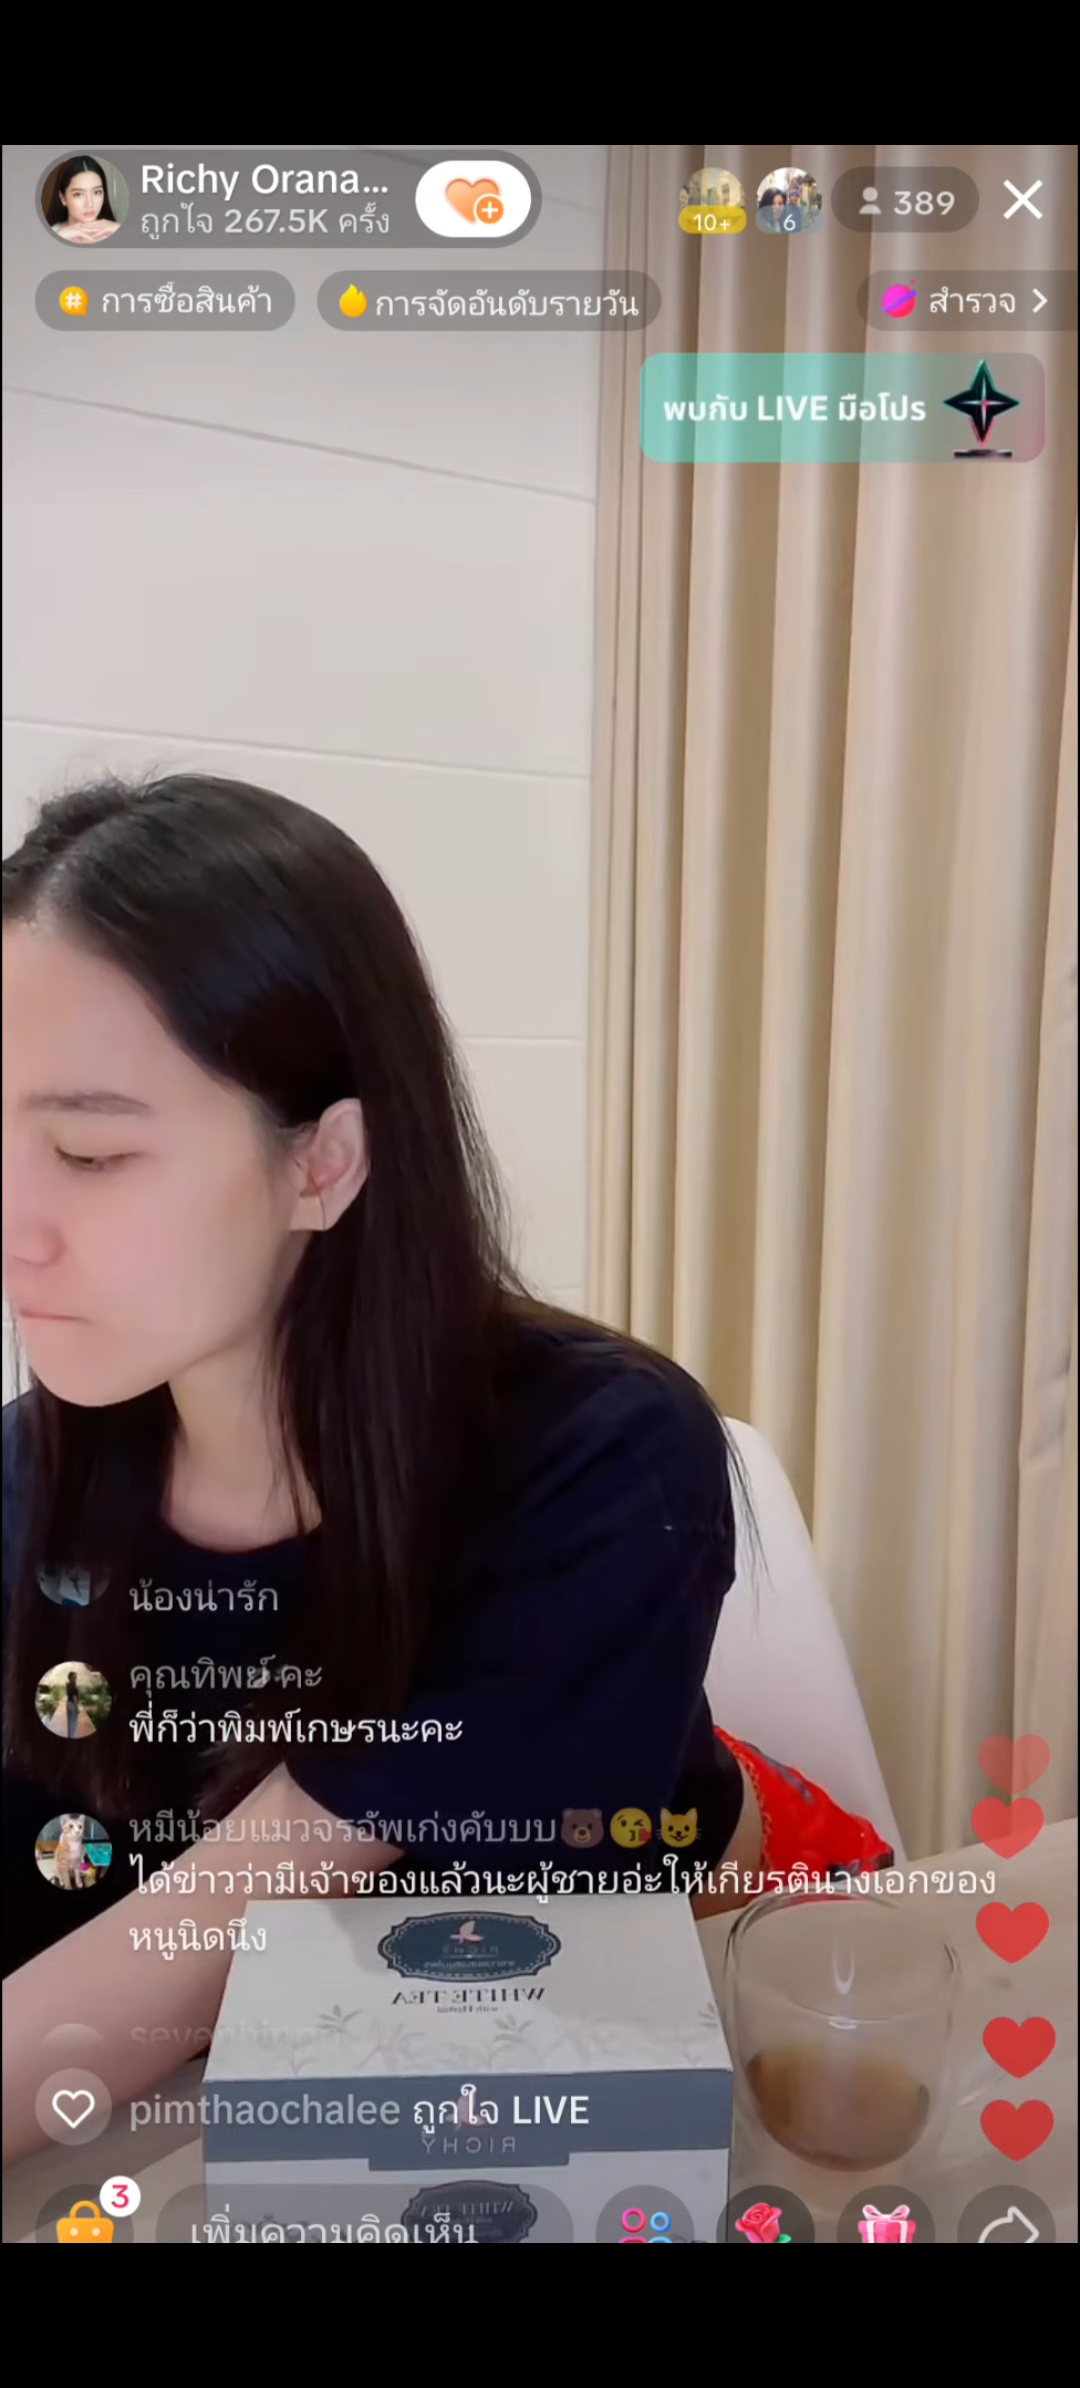 Richy Orana...
ถูกใจ 267.5K ครั้ง
10+
6
389
การซื้อสินค้า
การจัดอันดับรายวัน
สำรวจ
พบกับ LIVE มือโปร
น้องน่ารัก
คุณทิพย์ คะ
พี่ก็ว่าพิมพ์เกษรนะคะ
หมีน้อยแมวจรอัพเก่งคับบบ🐻😘😺
ได้ข่าวว่ามีเจ้าของแล้วนะผู้ชายอ่ะให้เกียรตินางเอกของ
หนูนิดนึง
RICHY
WHITE TEA
pimthaochalee ถูกใจ LIVE
RICHY
WHITE TEA
3
เพิ่มความคิดเห็น